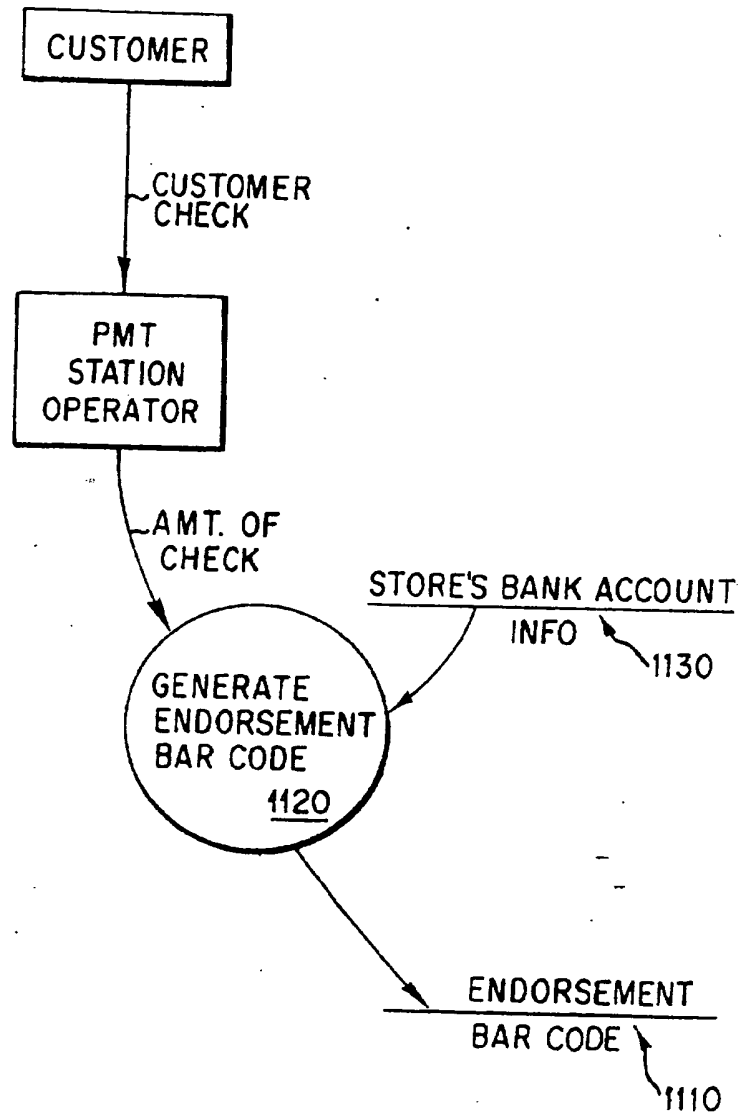 CUSTOMER
CUSTOMER
CHECK
PMT
STATION
OPERATOR
AMT. OF
CHECK
STORE'S BANK ACCOUNT
INFO
1130
GENERATE
ENDORSEMENT
BAR CODE
1120
ENDORSEMENT
BAR CODE
1110